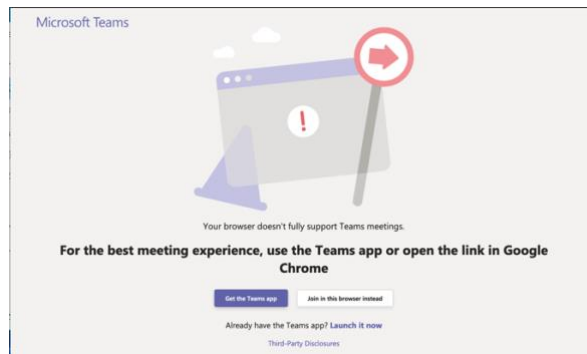 Microsoft Teams
Your browser doesn't fully support Teams meetings.
For the best meeting experience, use the Teams app or open the link in Google
Chrome
Get the Teams app
Join in this browser instead
Already have the Teams app? Launch it now
Third-Party Disclosures